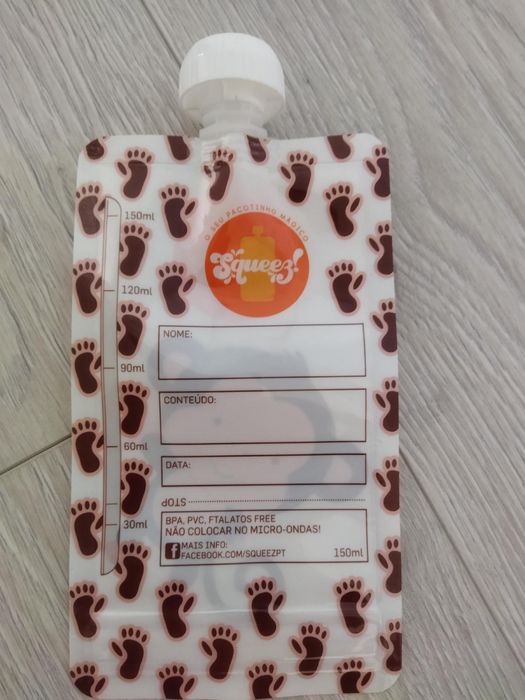 O SEU PACOTINHO MÁGICO
Squeez!
150ml
120ml
90ml
60ml
30ml
NOME:
CONTEÚDO:
DATA:
STOP
BPA, PVC, FTALATOS FREE
NÃO COLOCAR NO MICRO-ONDAS!
f MAIS INFO:
FACEBOOK.COM/SQUEEZPT
150ml